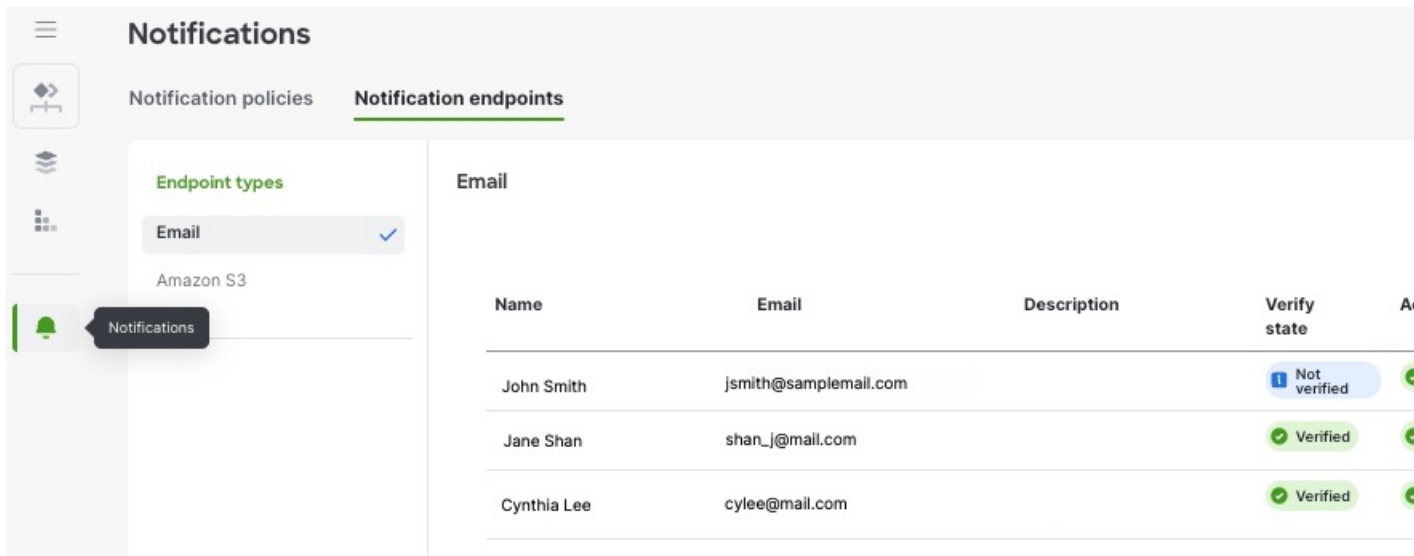 Notifications
Notification policies
Notification endpoints
Endpoint types
Email
Amazon S3
Notifications
Email
Name Email Description Verify
state
John Smith jsmith@samplemail.com Not
verified
Jane Shan shan_j@mail.com Verified
Cynthia Lee cylee@mail.com Verified